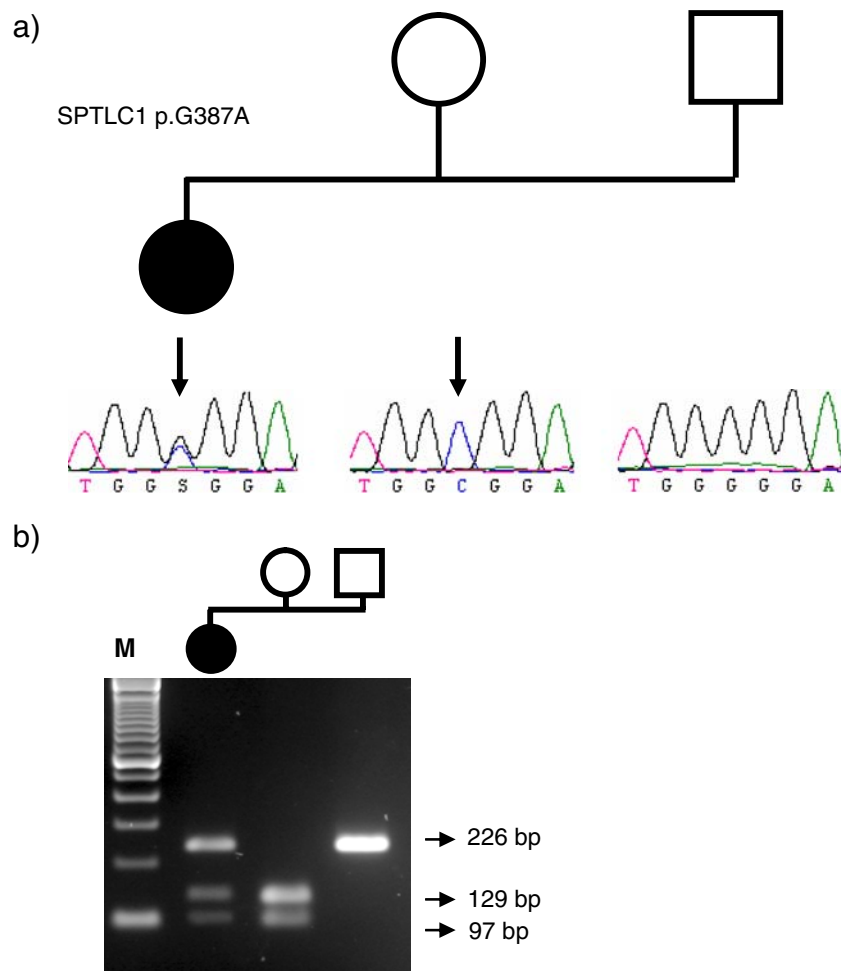 a)
SPTLC1 p.G387A
T G G S G G A
T G G C G G A
T G G G G G A
b)
M
226 bp
129 bp
97 bp